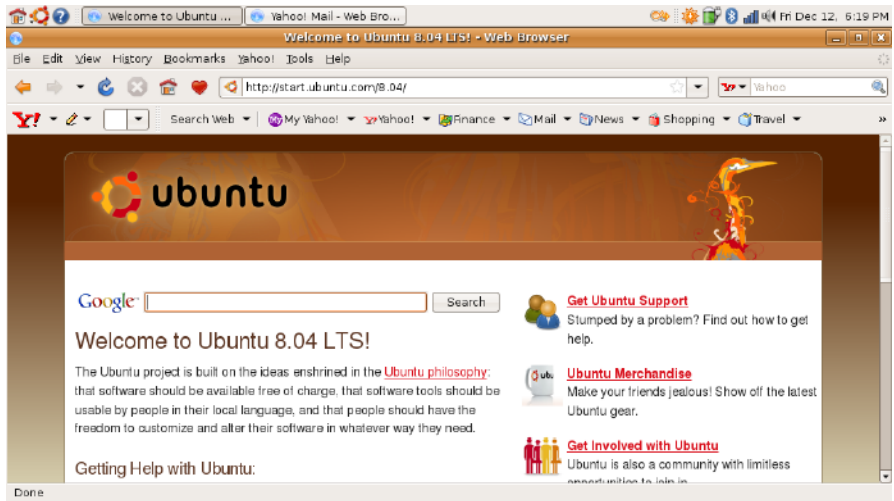 Welcome to Ubuntu ... Yahoo! Mail - Web Bro... Fri Dec 12, 6:19 PM
Welcome to Ubuntu 8.04 LTS! - Web Browser
File Edit View History Bookmarks Yahoo! Tools Help
http://start.ubuntu.com/8.04/ Yahoo
Y! Search Web My Yahoo! Yahoo! Finance Mail News Shopping Travel »
ubuntu
Google Search
Welcome to Ubuntu 8.04 LTS!
The Ubuntu project is built on the ideas enshrined in the Ubuntu philosophy:
that software should be available free of charge, that software tools should be
usable by people in their local language, and that people should have the
freedom to customize and alter their software in whatever way they need.
Getting Help with Ubuntu:
Get Ubuntu Support
Stumped by a problem? Find out how to get
help.
ubu
Ubuntu Merchandise
Make your friends jealous! Show off the latest
Ubuntu gear.
Get Involved with Ubuntu
Ubuntu is also a community with limitless
opportunities to join in
Done